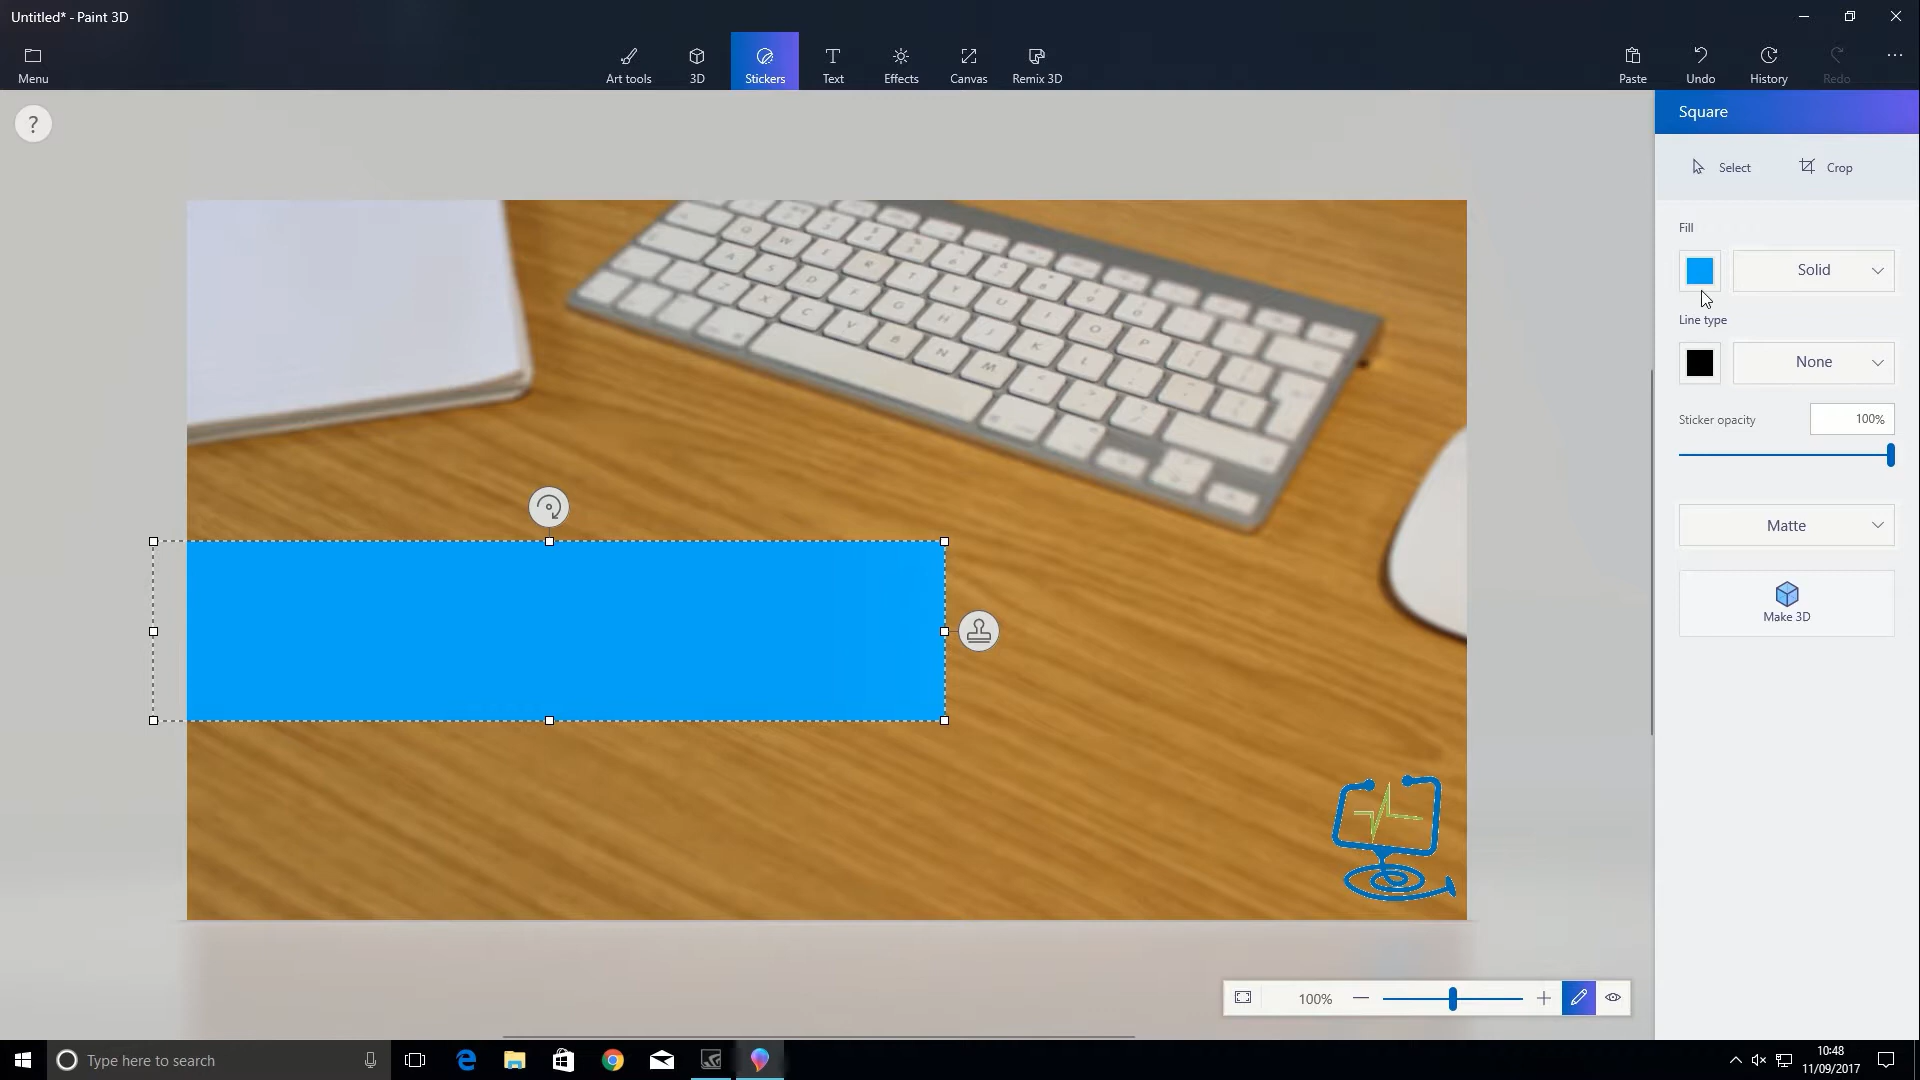 Untitled* - Paint 3D
Menu
Art tools
3D
Stickers
Text
Effects
Canvas
Remix 3D
Paste
Undo
History
Redo
?
Square
Select
Crop
Fill
Solid
Line type
None
Sticker opacity
100%
Matte
Make 3D
Q W E R T Y U I O P
A S D F G H J K L
Z X C V B N M
100%
Type here to search
10:48
11/09/2017